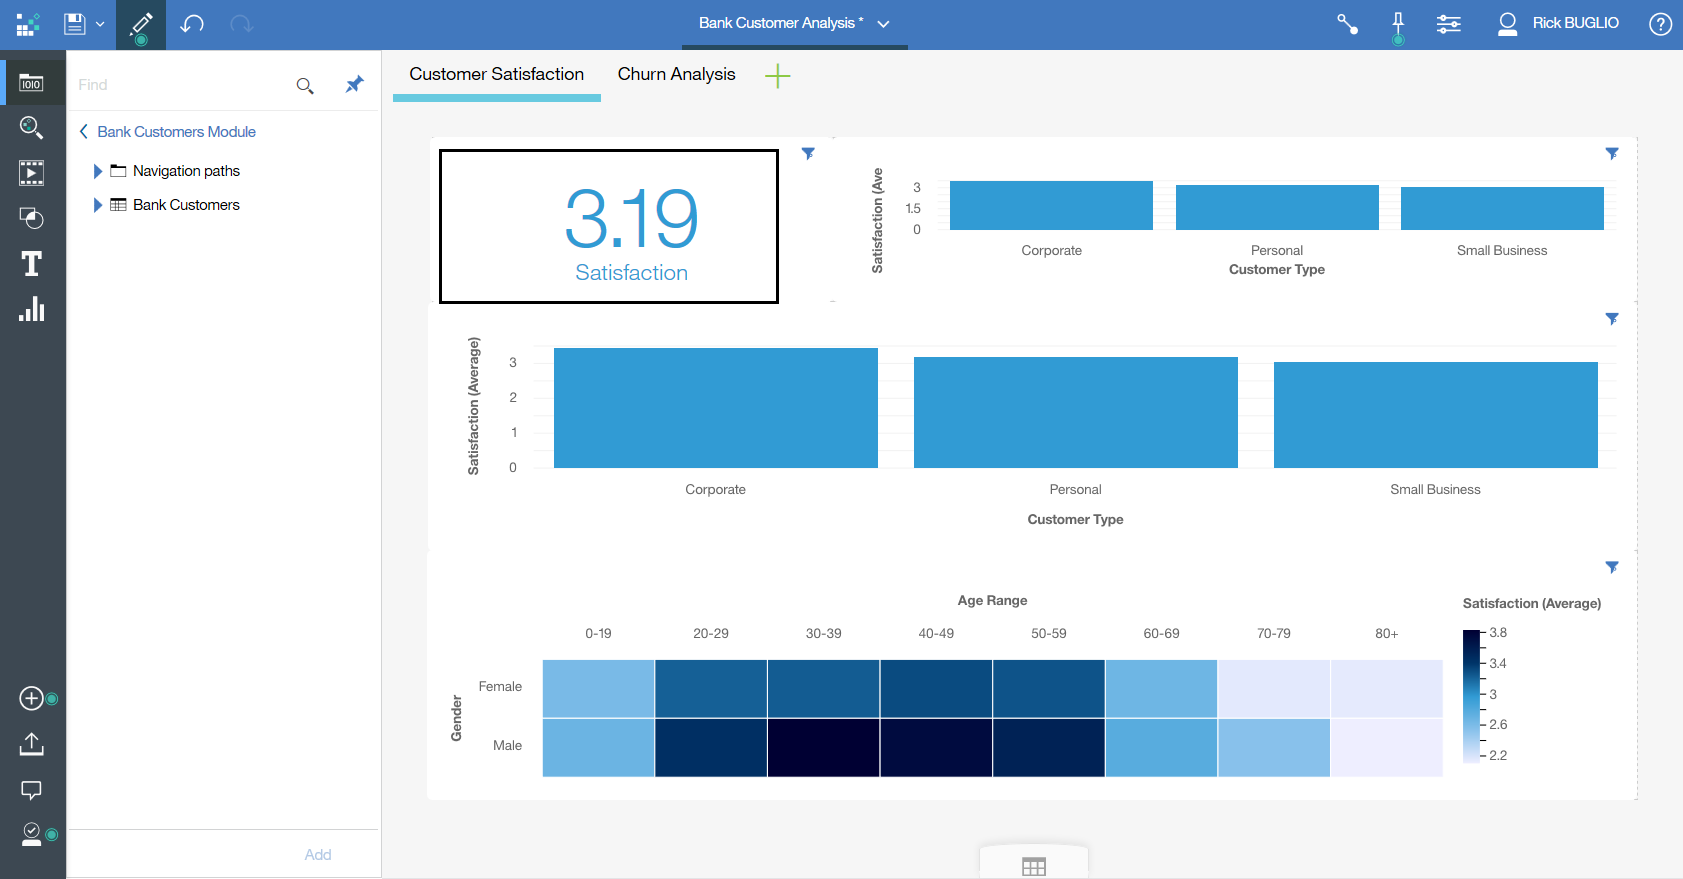 Bank Customer Analysis *
Rick BUGLIO
?
Find
Bank Customers Module
1010
Navigation paths
Bank Customers
T
Add
Customer Satisfaction
Churn Analysis
3.19
Satisfaction
Satisfaction (Ave
3
1.5
0
Corporate
Personal
Small Business
Customer Type
Satisfaction (Average)
3
2
1
0
Corporate
Personal
Small Business
Customer Type
Age Range
0-19
20-29
30-39
40-49
50-59
60-69
70-79
80+
Gender
Female
Male
Satisfaction (Average)
3.8
3.4
3
2.6
2.2